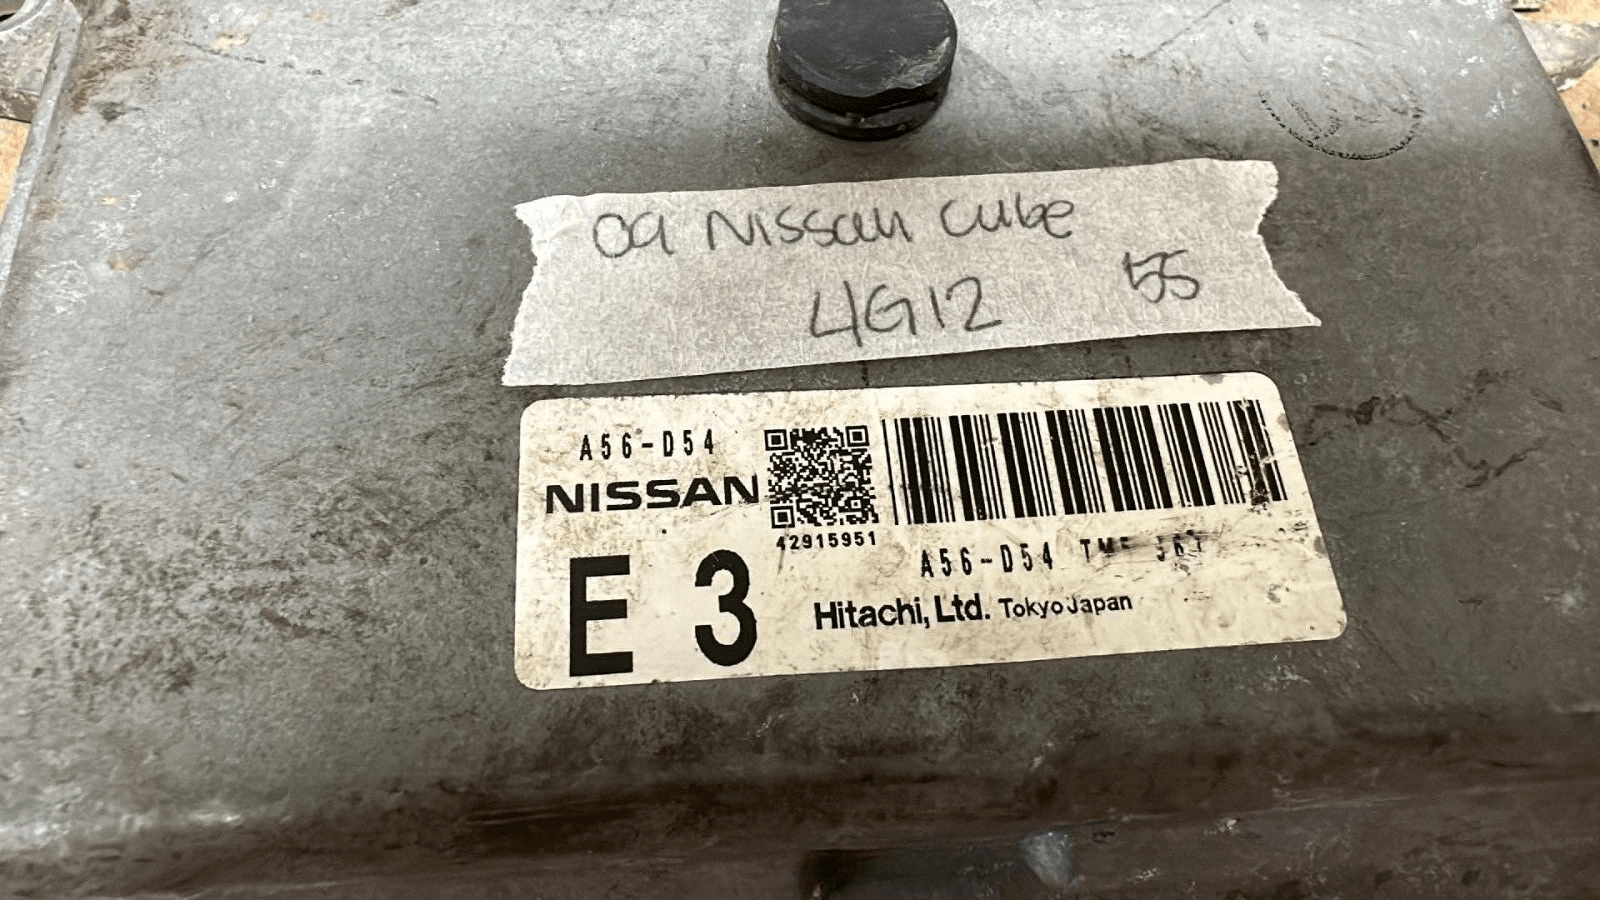 09 Nissan Cube
4G12 55
A56-D54
NISSAN
42915951
E 3
A56-D54
Hitachi, Ltd. Tokyo Japan